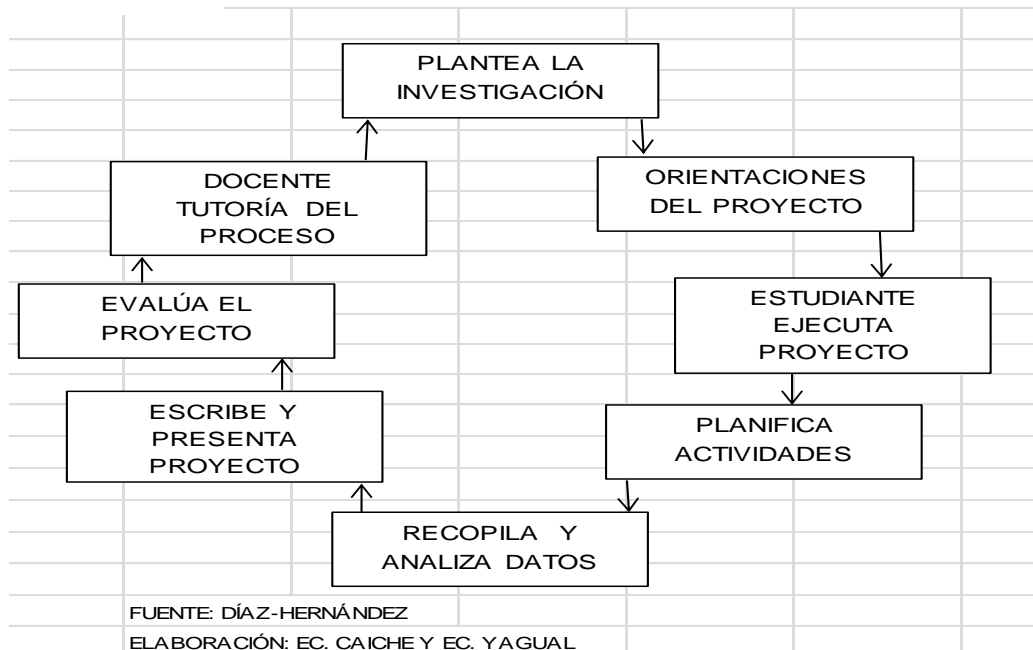 PLANTEA LA
INVESTIGACIÓN
ORIENTACIONES
DEL PROYECTO
ESTUDIANTE
EJECUTA
PROYECTO
PLANIFICA
ACTIVIDADES
RECOPILA Y
ANALIZA DATOS
ESCRIBE Y
PRESENTA
PROYECTO
EVALÚA EL
PROYECTO
DOCENTE
TUTORÍA DEL
PROCESO
FUENTE: DÍAZ-HERNÁNDEZ
ELABORACIÓN: EC. CAICHE Y EC. YAGUAL